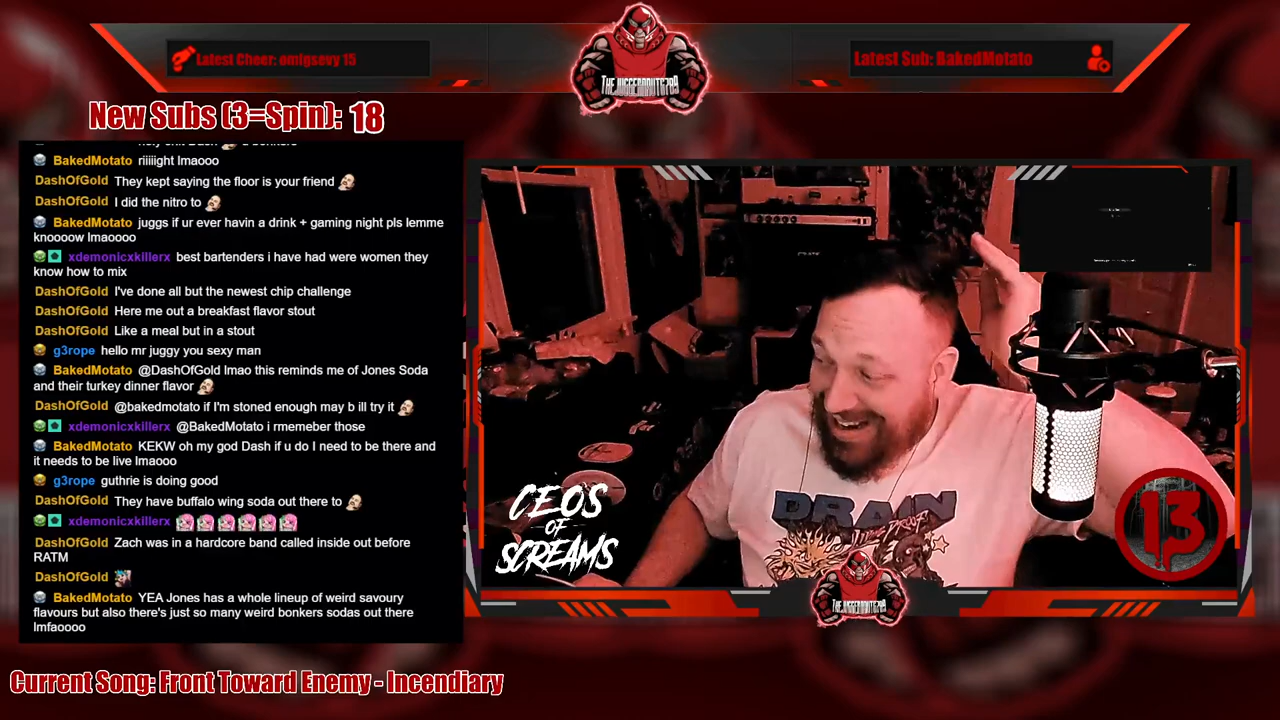 Latest Cheer: omfgsevy 15
THEJUGGERNAUT6789
Latest Sub: BakedMotato
New Subs (3=Spin): 18
BakedMotato riiiiight lmaooo
DashOfGold They kept saying the floor is your friend
DashOfGold I did the nitro to
BakedMotato juggs if ur ever havin a drink + gaming night pls lemme
knoooow lmaoooo
xdemonicxkillerx best bartenders i have had were women they
know how to mix
DashOfGold I've done all but the newest chip challenge
DashOfGold Here me out a breakfast flavor stout
DashOfGold Like a meal but in a stout
g3rope hello mr juggy you sexy man
BakedMotato @DashOfGold lmao this reminds me of Jones Soda
and their turkey dinner flavor
DashOfGold @bakedmotato if I'm stoned enough may b ill try it
xdemonicxkillerx @BakedMotato i rmemeber those
BakedMotato KEKW oh my god Dash if u do I need to be there and
it needs to be live lmaooo
g3rope guthrie is doing good
DashOfGold They have buffalo wing soda out there to
xdemonicxkillerx
DashOfGold Zach was in a hardcore band called inside out before
RATM
DashOfGold
BakedMotato YEA Jones has a whole lineup of weird savoury
flavours but also there's just so many weird bonkers sodas out there
lmfaoooo
DRAIN
CEOS
OF
SCREAMS
13
THEJUGGERNAUT6789
Current Song: Front Toward Enemy - Incendiary